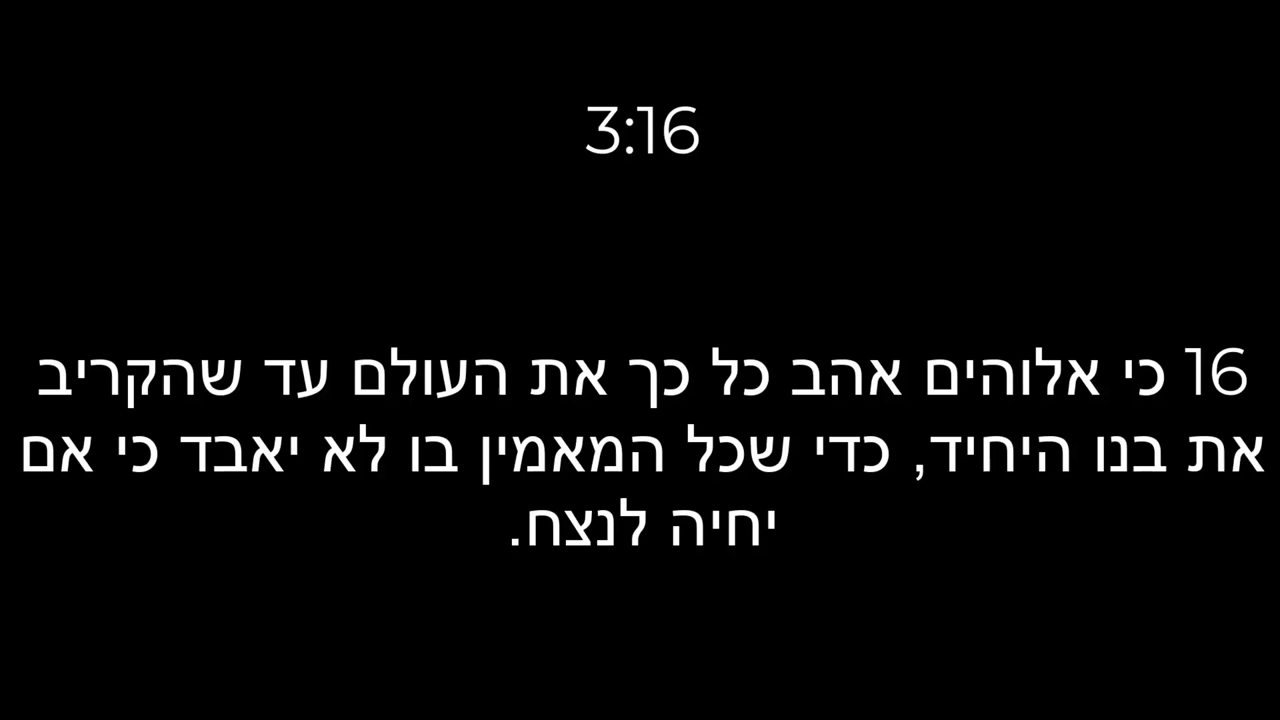 3:16
16 כי אלוהים אהב כל כך את העולם עד שהקריב
את בנו היחיד, כדי שכל המאמין בו לא יאבד כי אם
יחיה לנצח.